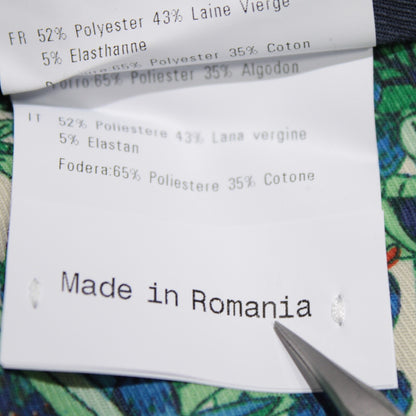 FR 52% Polyester 43% Laine Vierge
5% Elasthanne
65% Polyester 35% Coton
Forro 65% Poliester 35% Algodon
IT 52% Poliestere 43% Lana vergine
5% Elastan
Fodera:65% Poliestere 35% Cotone
Made in Romania